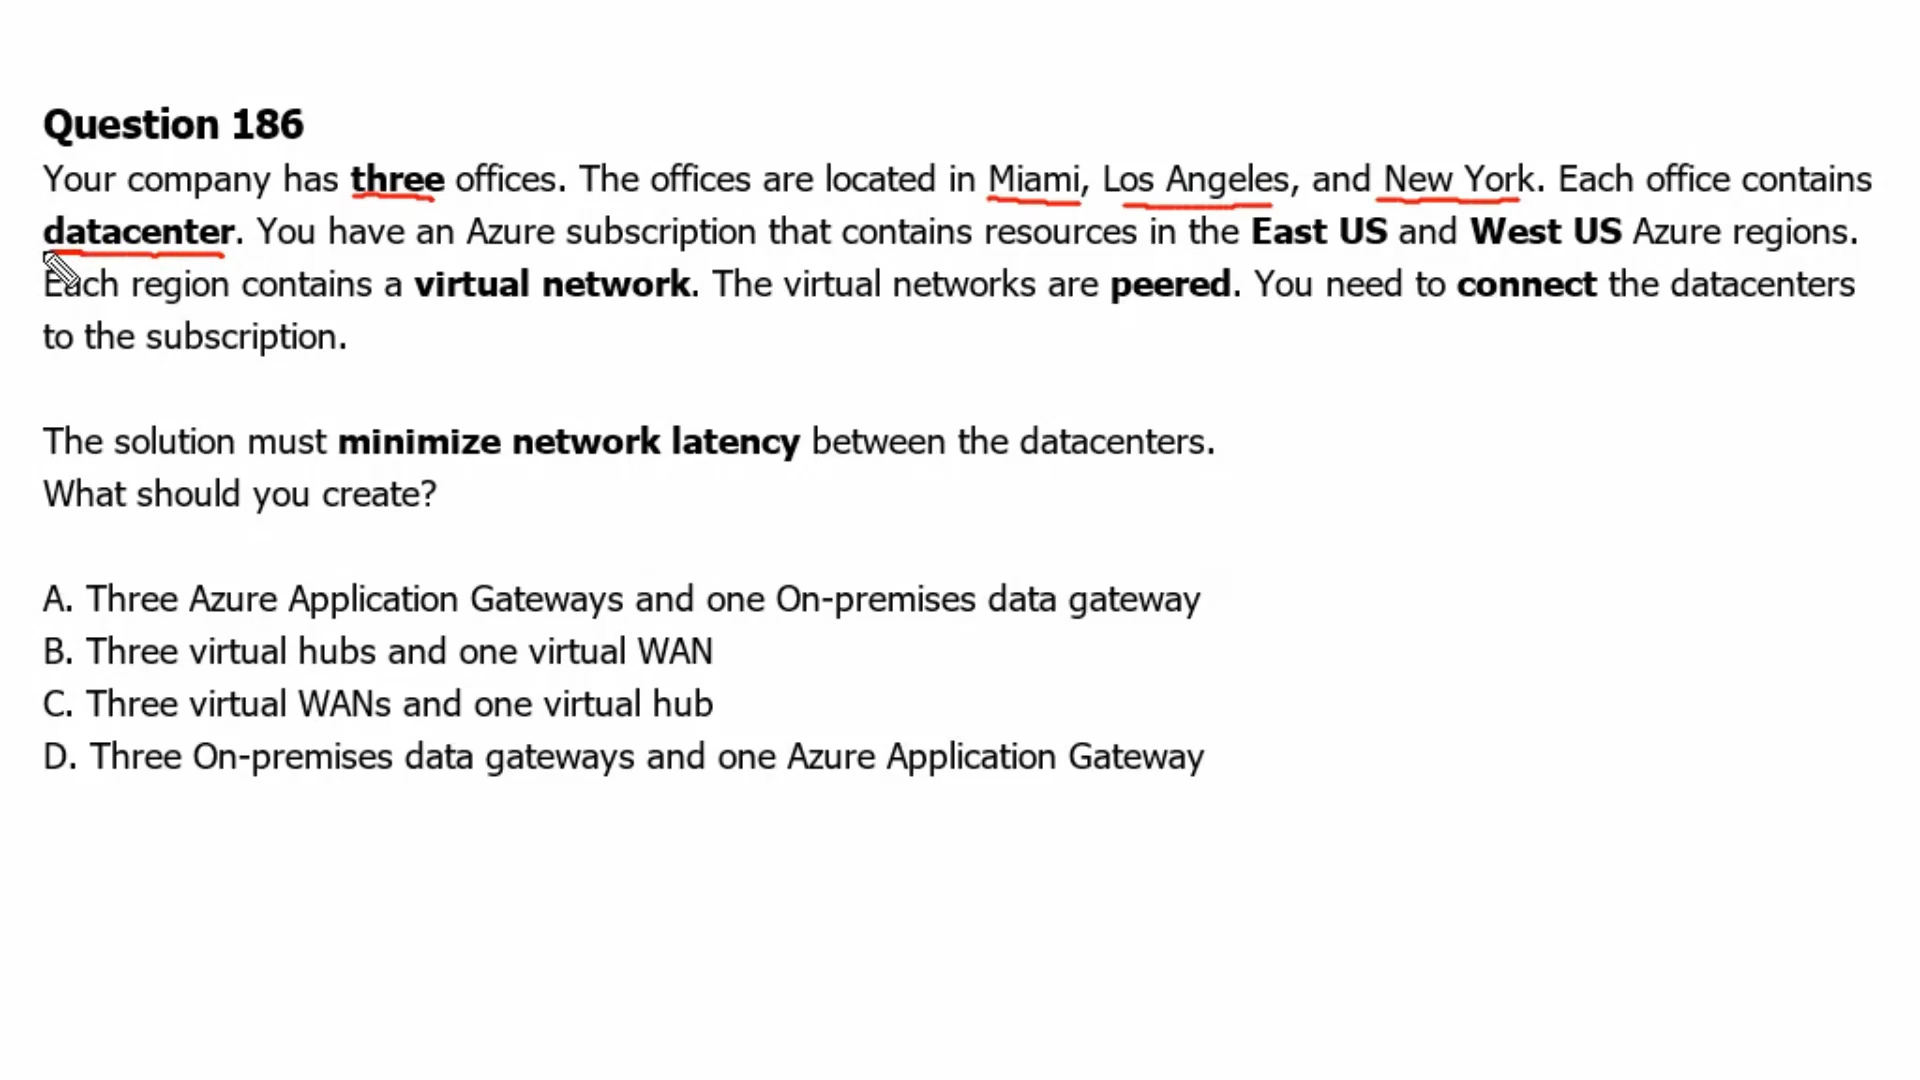 Question 186
Your company has three offices. The offices are located in Miami, Los Angeles, and New York. Each office contains
datacenter. You have an Azure subscription that contains resources in the East US and West US Azure regions.
Each region contains a virtual network. The virtual networks are peered. You need to connect the datacenters
to the subscription.
The solution must minimize network latency between the datacenters.
What should you create?
A. Three Azure Application Gateways and one On-premises data gateway
B. Three virtual hubs and one virtual WAN
C. Three virtual WANs and one virtual hub
D. Three On-premises data gateways and one Azure Application Gateway